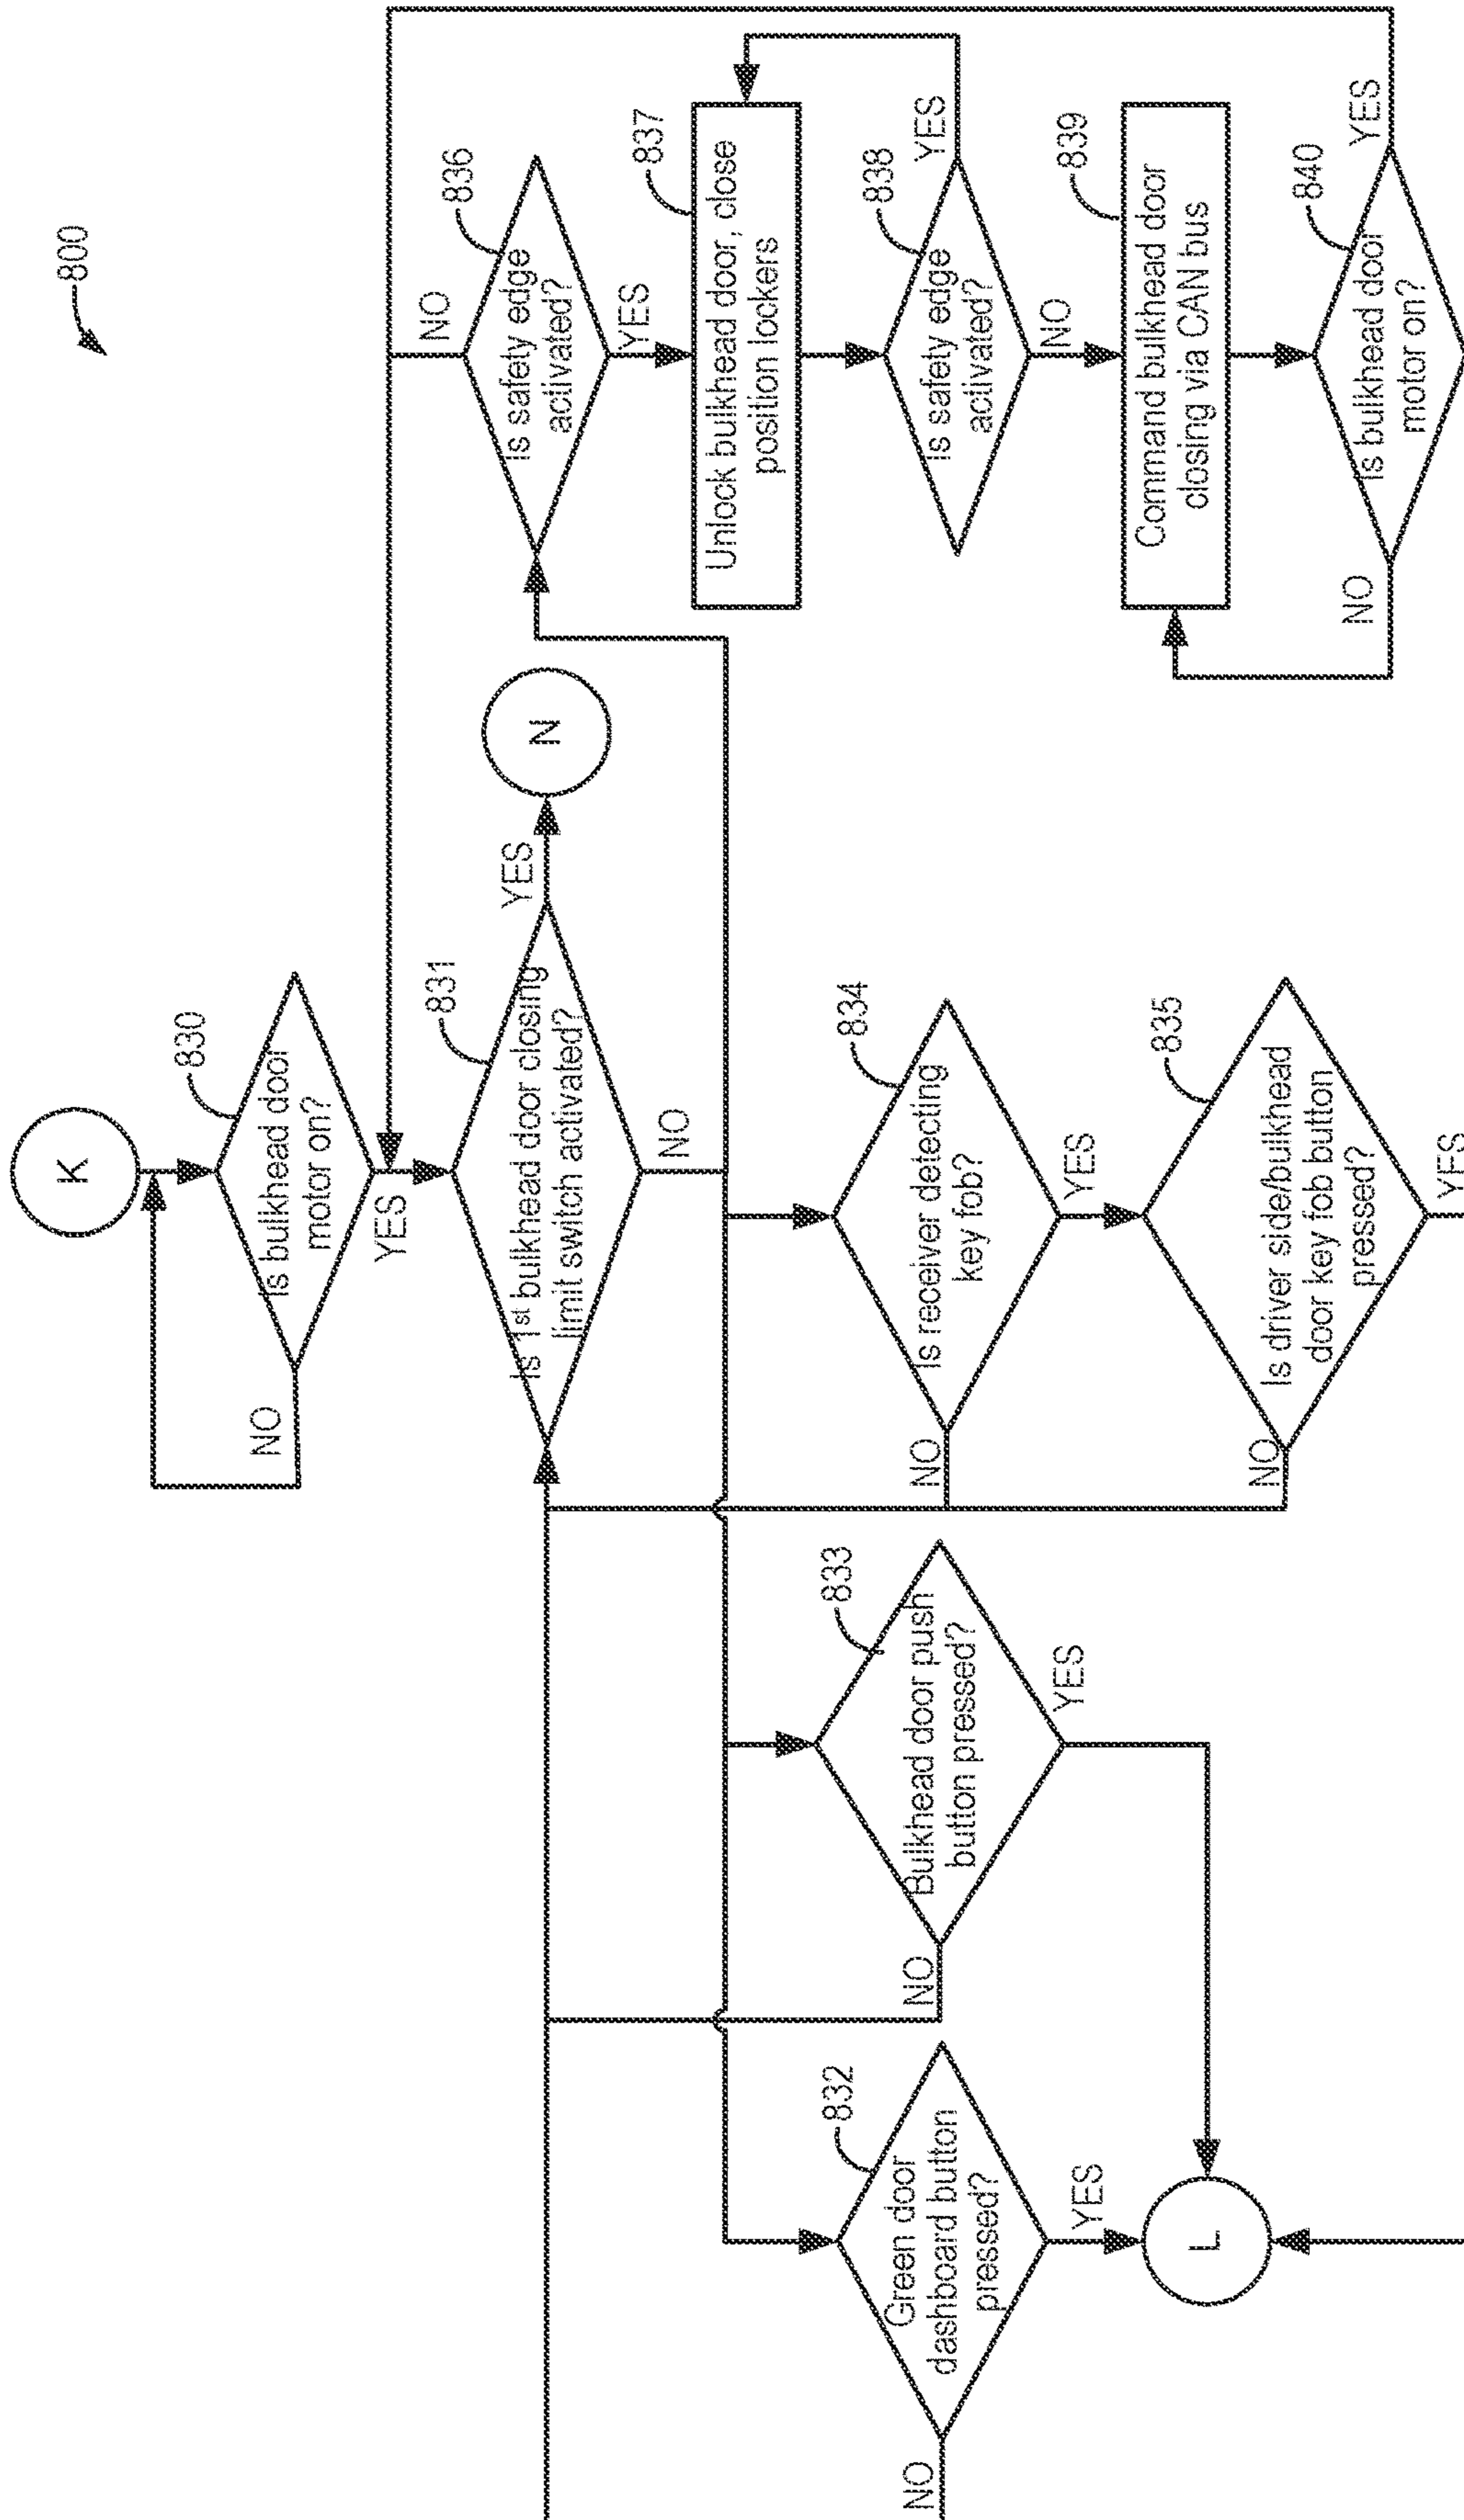 800
K
830
Is bulkhead door
motor on?
NO
YES
831
Is 1st bulkhead door closing
limit switch activated?
YES
N
NO
832
Green door
dashboard button
pressed?
NO
YES
L
833
Bulkhead door push
button pressed?
NO
YES
834
Is receiver detecting
key fob?
NO
YES
835
Is driver side/bulkhead
door key fob button
pressed?
NO
YES
836
Is safety edge
activated?
NO
YES
837
Unlock bulkhead door, close
position lockers
838
Is safety edge
activated?
YES
NO
839
Command bulkhead door
closing via CAN bus
840
Is bulkhead door
motor on?
NO
YES